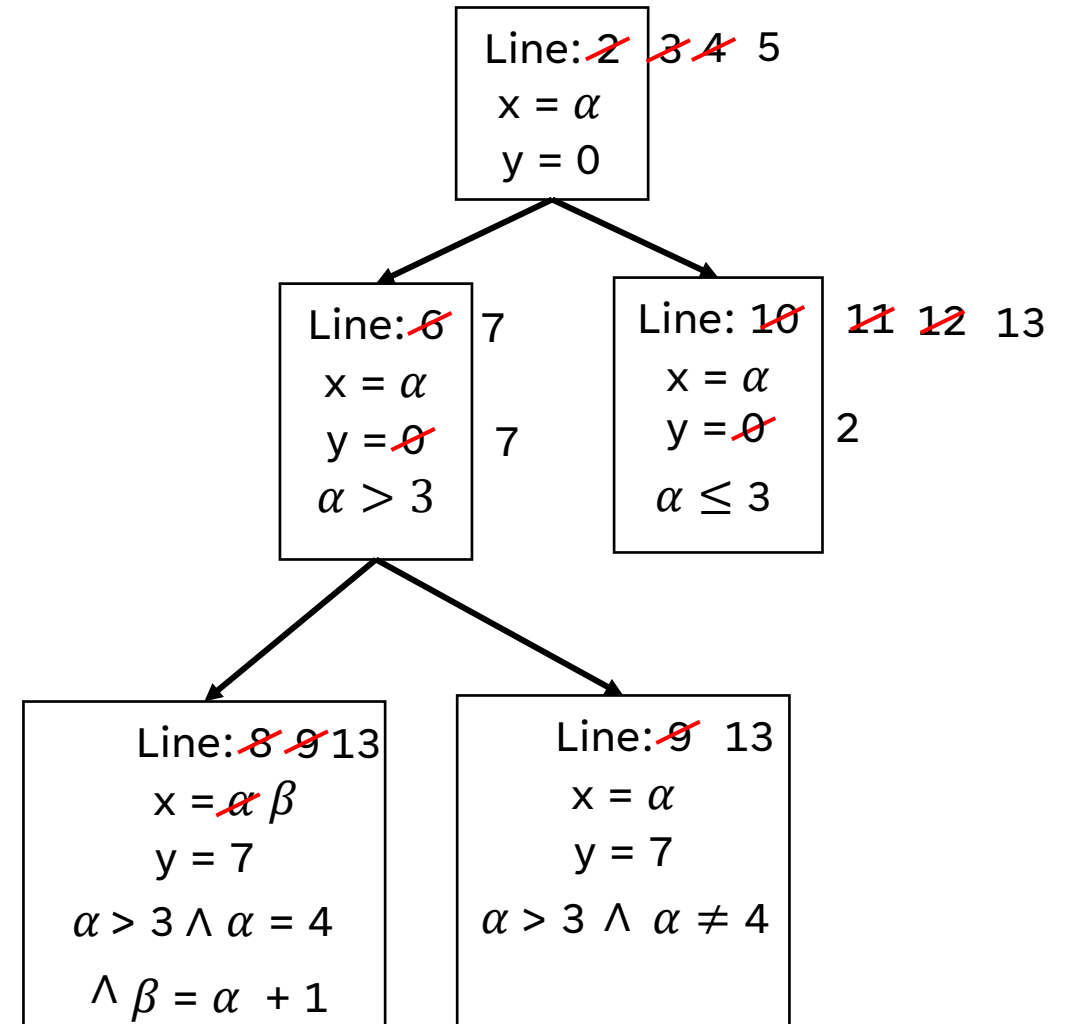 Line: 2 3 4 5
x = α
y = 0
Line: 6 7
x = α
y = 0 7
α > 3
Line: 10 11 12 13
x = α
y = 0 2
α ≤ 3
Line: 8 9 13
x = α β
y = 7
α > 3 ∧ α = 4
∧ β = α + 1
Line: 9 13
x = α
y = 7
α > 3 ∧ α ≠ 4